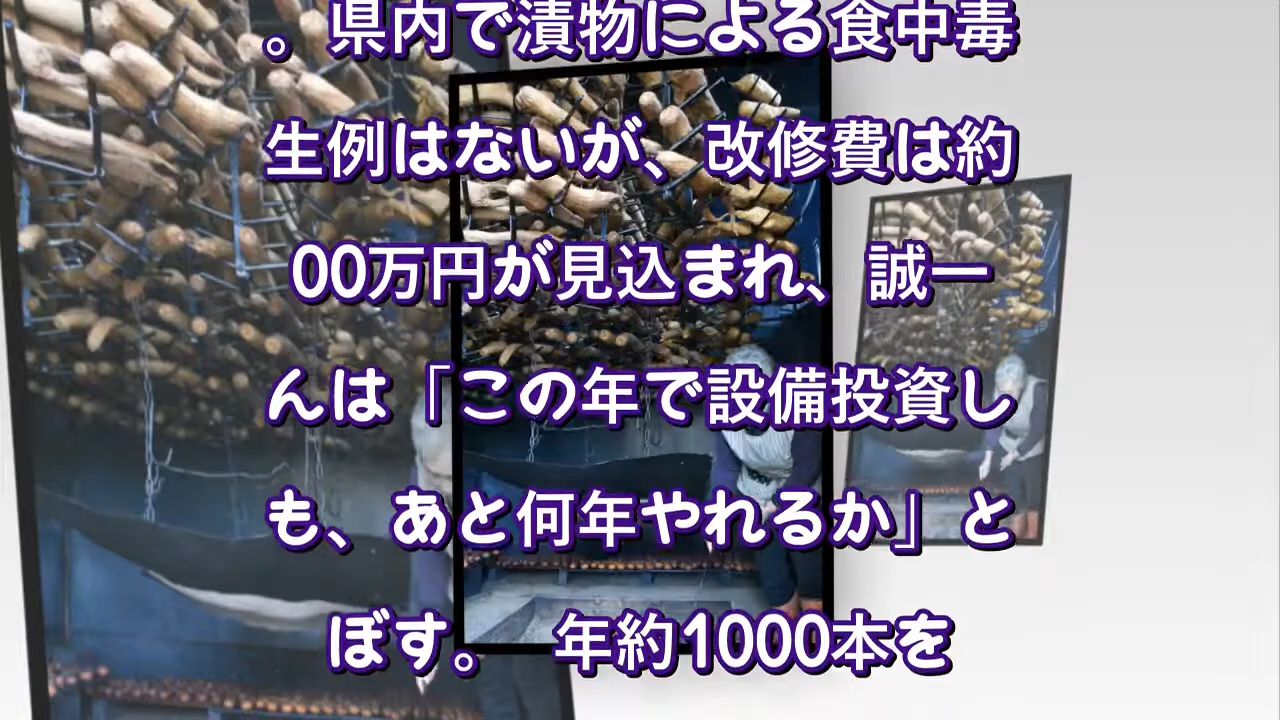 。県内で漬物による食中毒
生例はないが、改修費は約
00万円が見込まれ、誠一
んは「この年で設備投資し
も、あと何年やれるか」と
ぼす。　年約1000本を